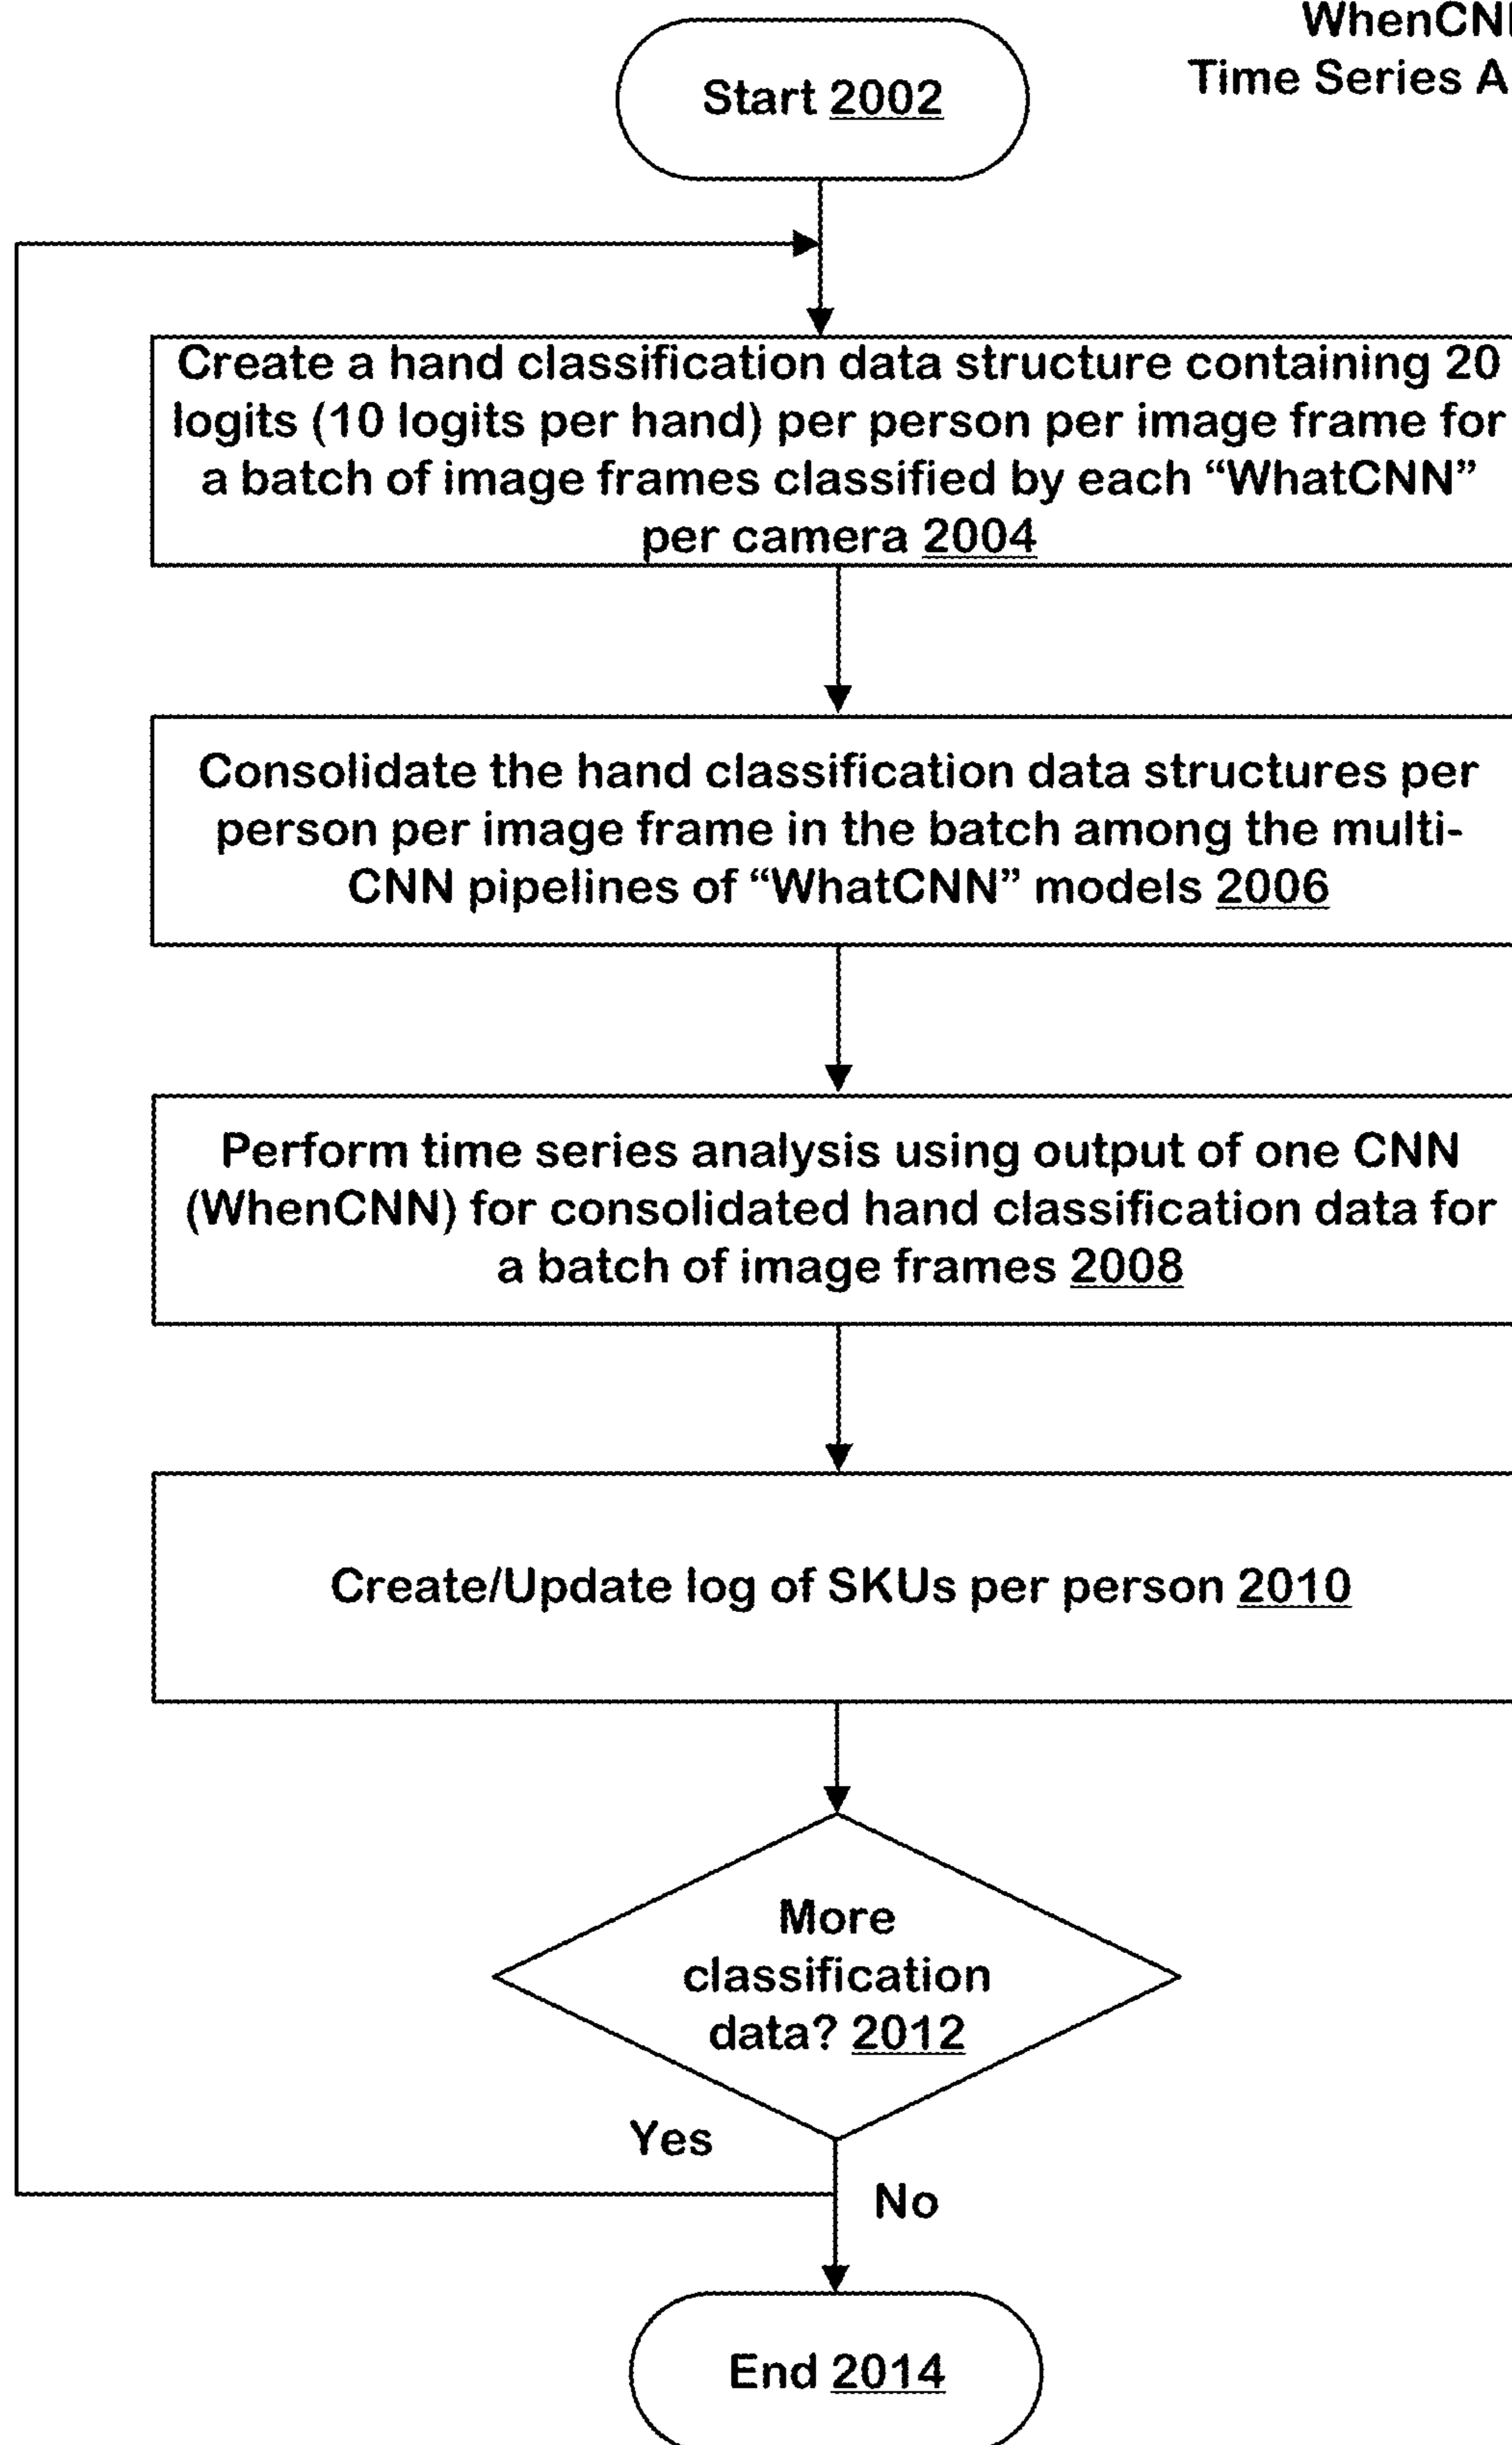 Time Series A
Start 2002
Create a hand classification data structure containing 20
logits (10 logits per hand) per person per image frame for
a batch of image frames classified by each “WhatCNN”
per camera 2004
Consolidate the hand classification data structures per
person per image frame in the batch among the multi-
CNN pipelines of “WhatCNN” models 2006
Perform time series analysis using output of one CNN
(WhenCNN) for consolidated hand classification data for
a batch of image frames 2008
Create/Update log of SKUs per person 2010
More
classification
data? 2012
Yes
No
End 2014